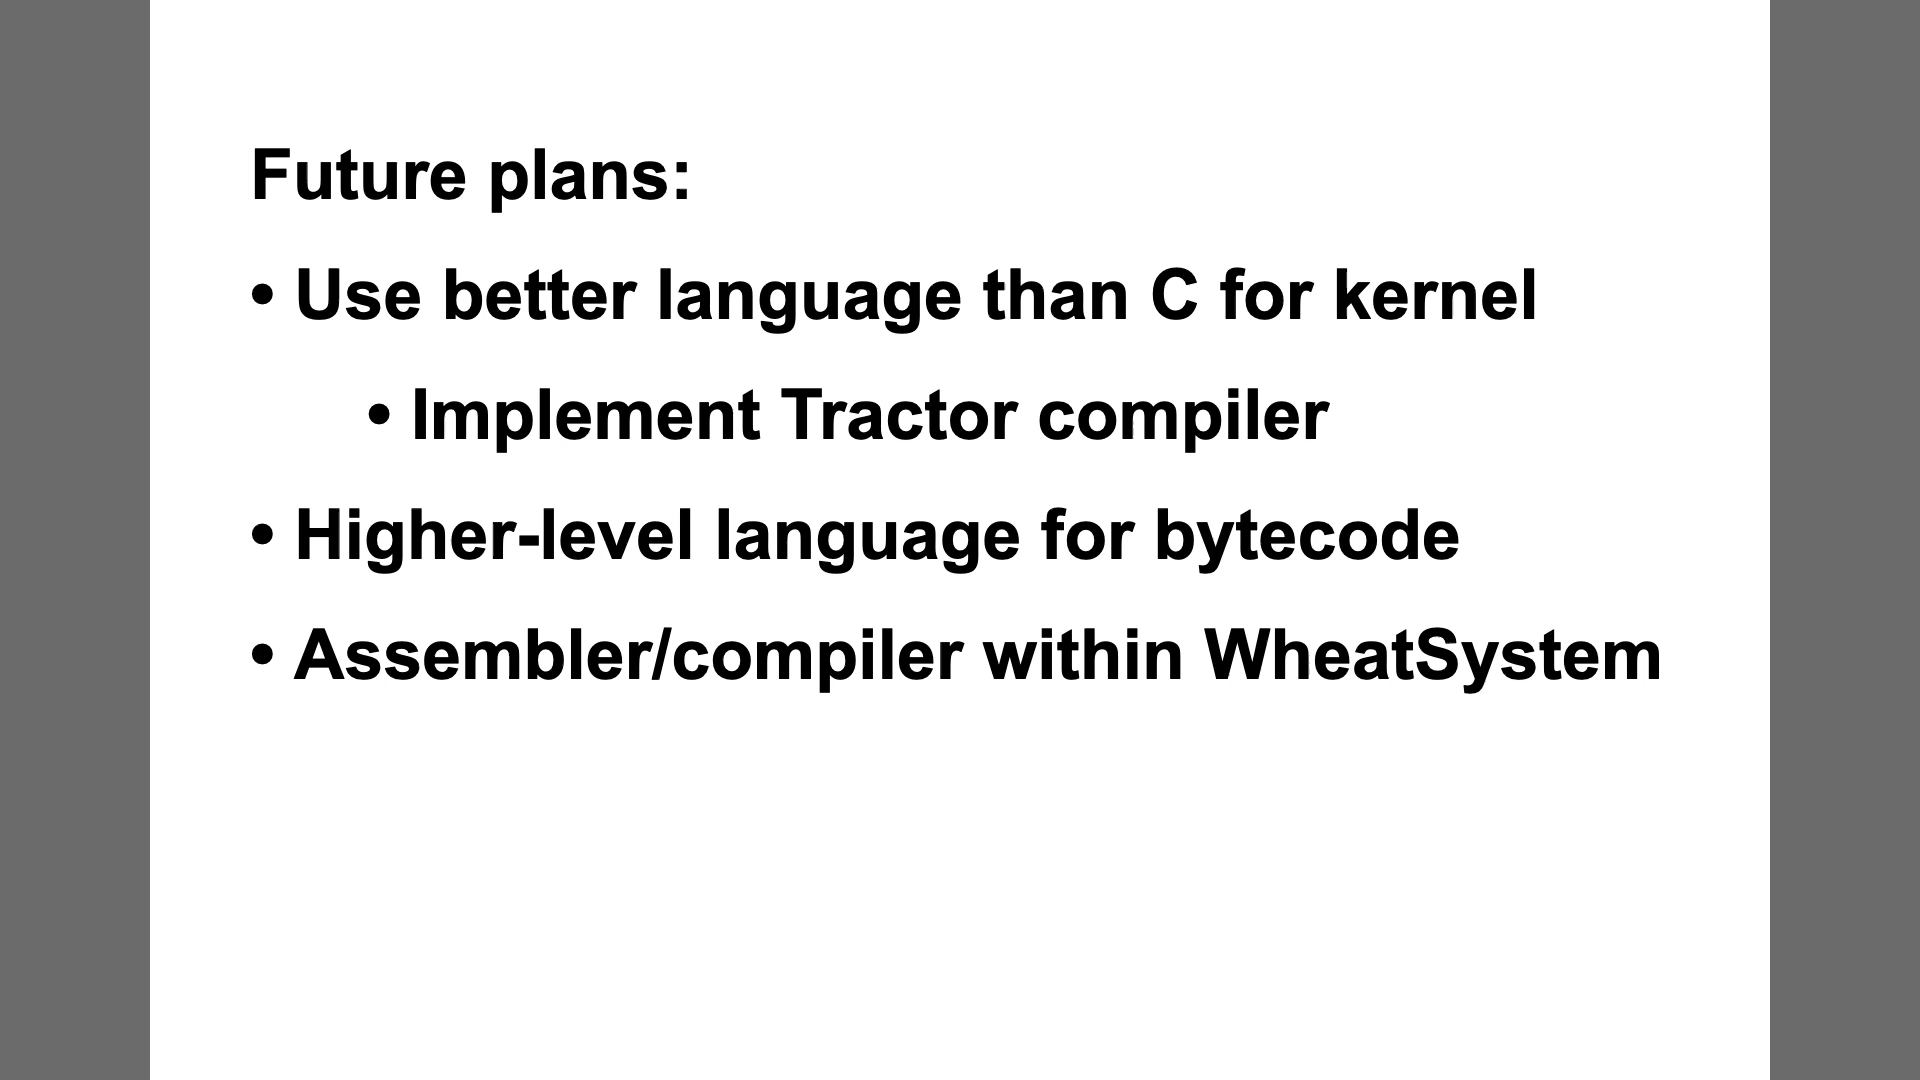 Future plans:
• Use better language than C for kernel
• Implement Tractor compiler
• Higher-level language for bytecode
• Assembler/compiler within WheatSystem